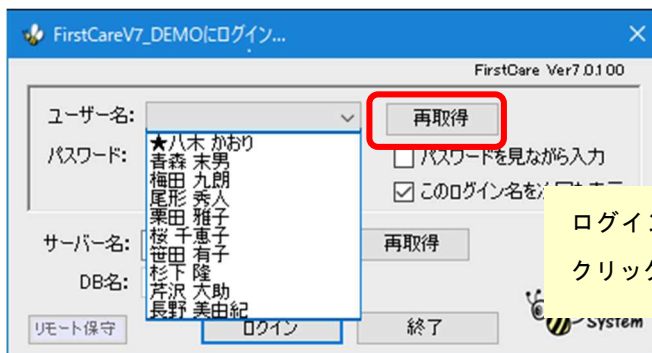 FirstCareV7_DEMOにログイン...
FirstCare Ver7.0.100
ユーザー名:
再取得
パスワード:
★八木 かおり
青森 末男
梅田 九朗
尾形 秀人
栗田 雅子
桜 千恵子
笹田 有子
杉下 隆
芹沢 大助
長野 美由紀
パスワードを見ながら入力
このログイン名を
サーバー名:
再取得
DB名:
ログイン
クリック
リモート保守
ログイン
終了
System